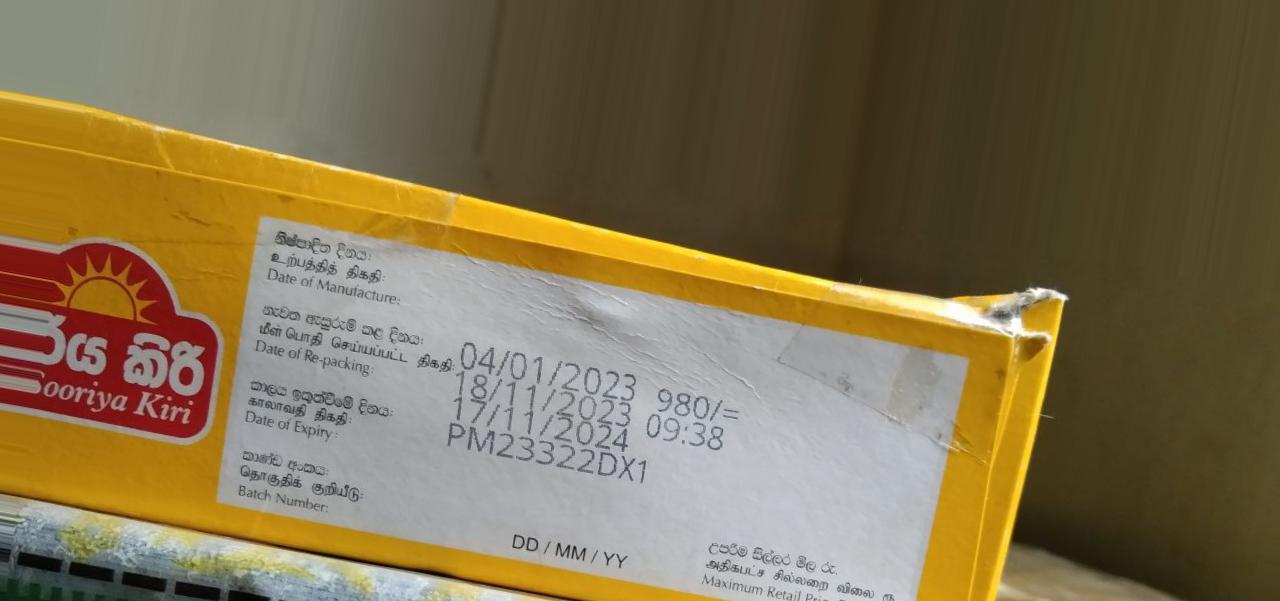 ිය කිරි
ooriya Kiri
නිෂ්පාදිත දිනය:
உற்பத்தித் திகதி:
Date of Manufacture:
නැවත ඇසුරුම් කළ දිනය:
மீள் பொதி செய்யப்பட்ட திகதி:
Date of Re-packing:
කාලය ඉකුත්වීමේ දිනය:
காலாவதி திகதி:
Date of Expiry:
කාණ්ඩ අංකය:
தொகுதிக் குறியீடு:
Batch Number:
04/01/2023 980/=
18/11/2023 09:38
17/11/2024
PM23322DX1
DD / MM / YY
උපරිම සිල්ලර මිල රු.
அதிகபட்ச சில்லறை விலை ரூ
Maximum Retail